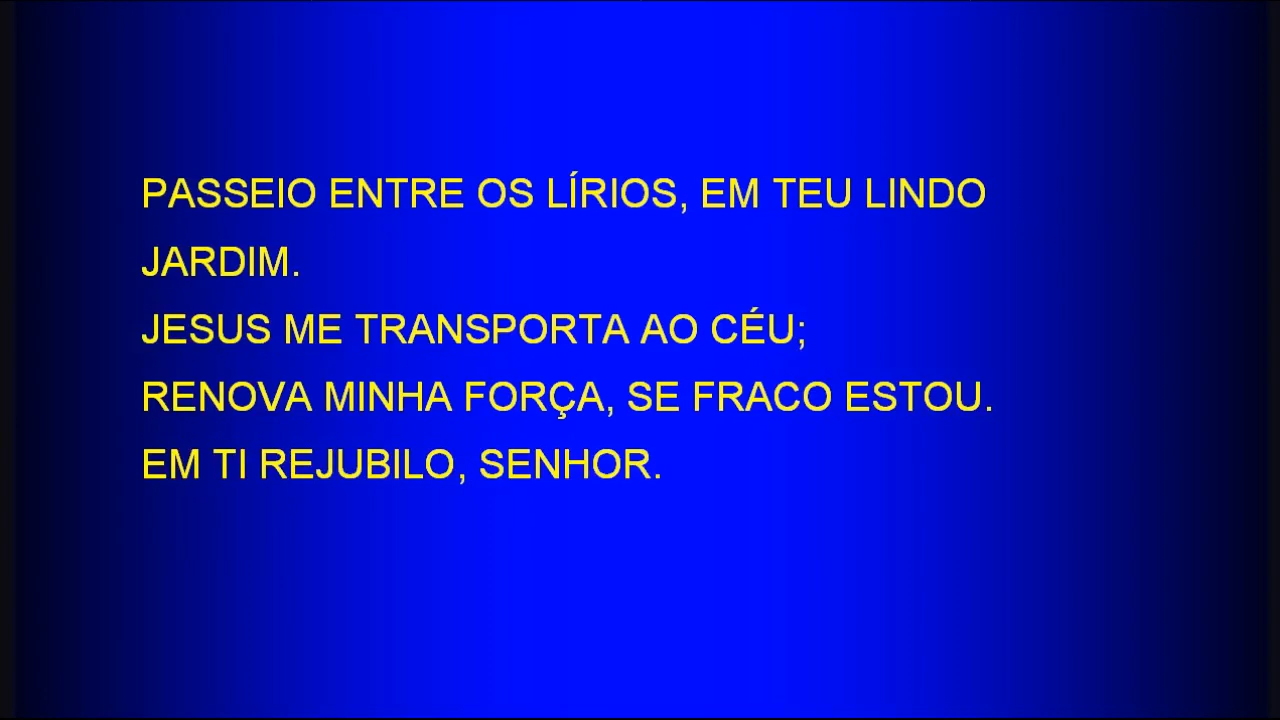 PASSEIO ENTRE OS LÍRIOS, EM TEU LINDO
JARDIM.
JESUS ME TRANSPORTA AO CÉU;
RENOVA MINHA FORÇA, SE FRACO ESTOU.
EM TI REJUBILO, SENHOR.